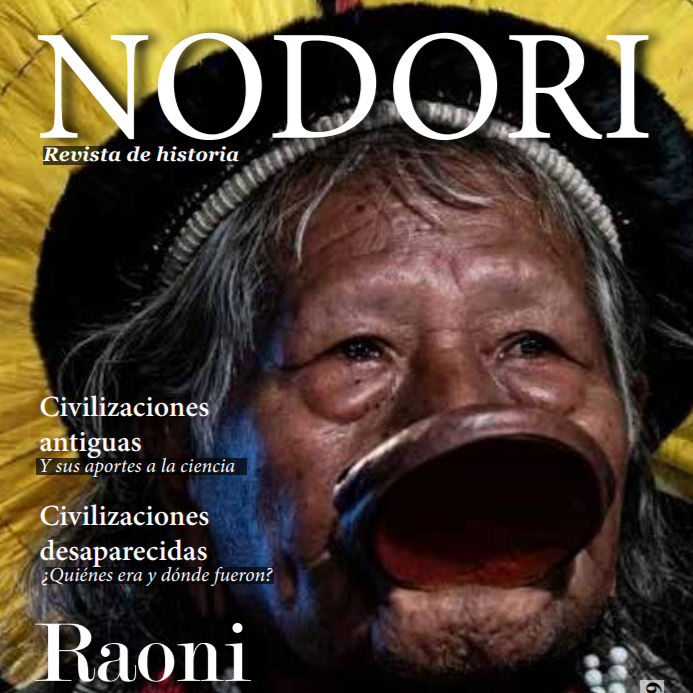 NODORI
Revista de historia
Civilizaciones
antiguas
Y sus aportes a la ciencia
Civilizaciones
desaparecidas
¿Quiénes era y dónde fueron?
Raoni